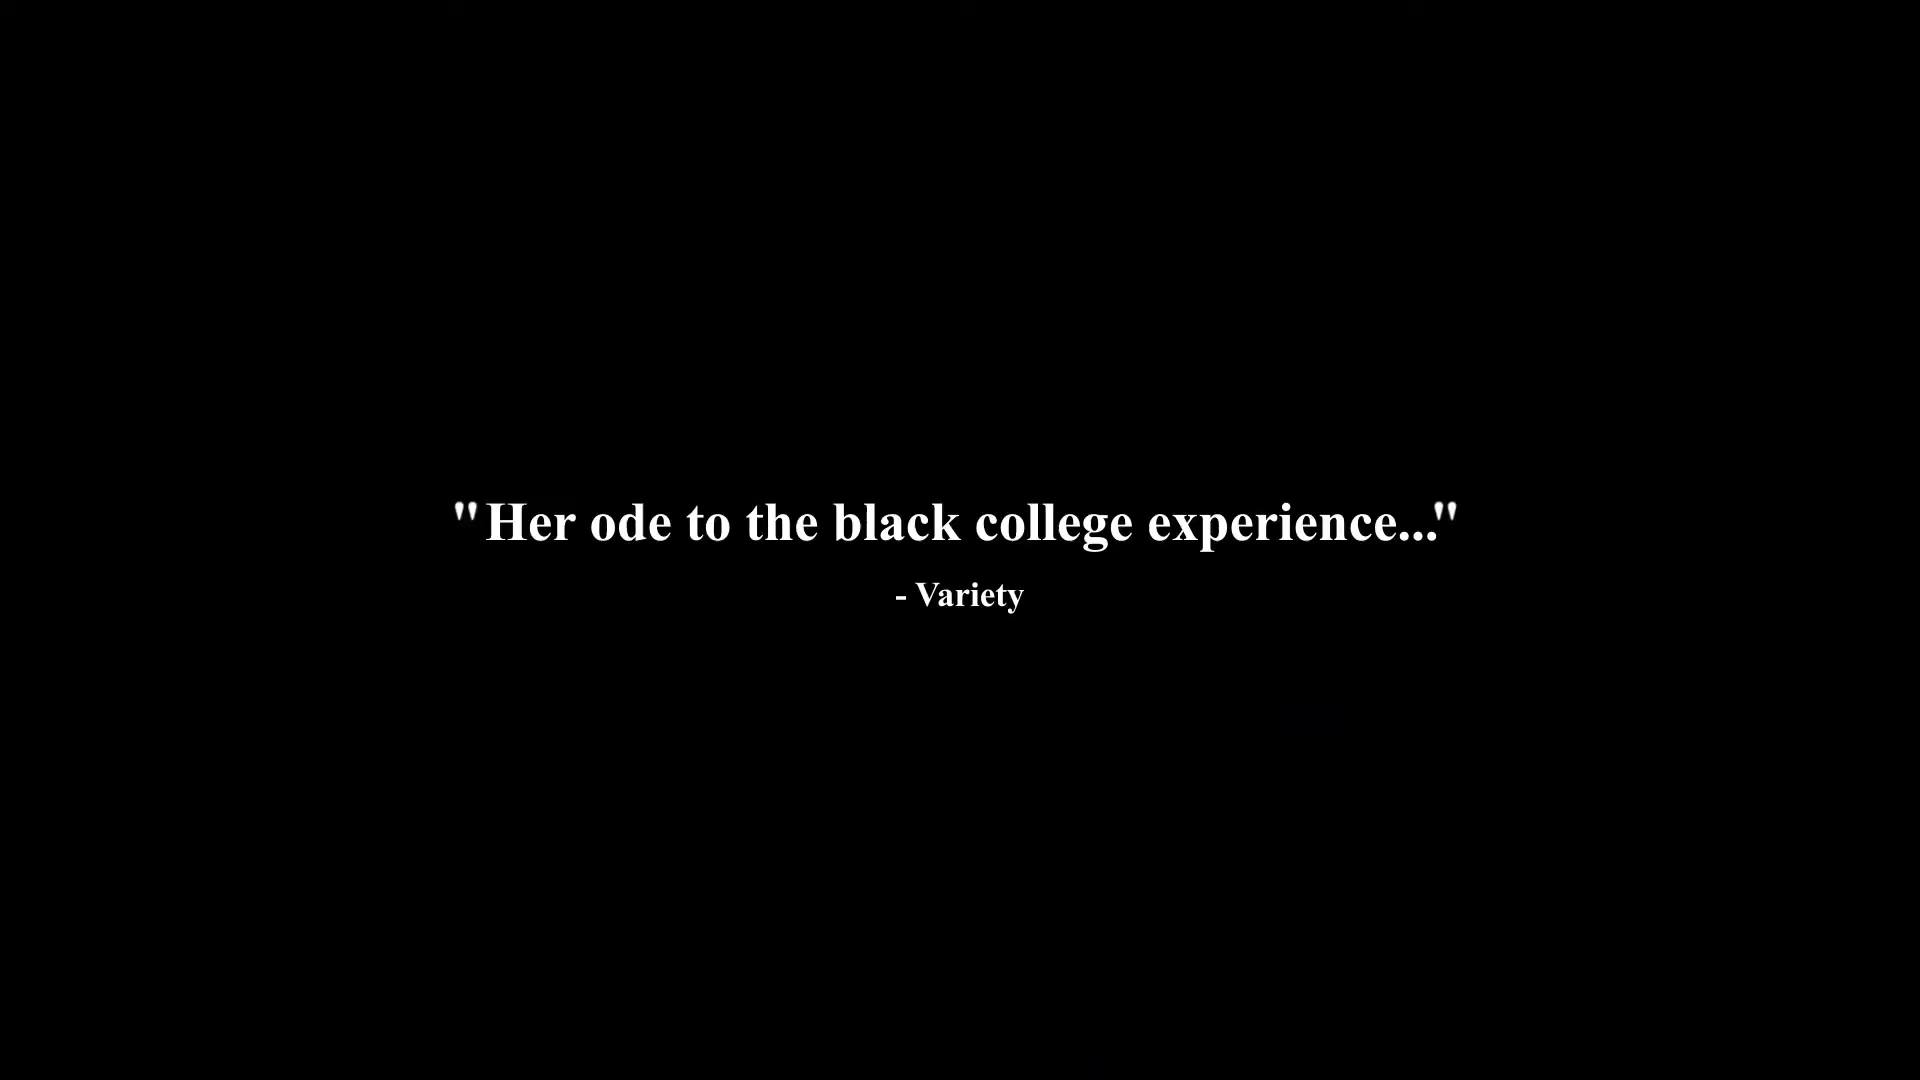 "Her ode to the black college experience..."
- Variety